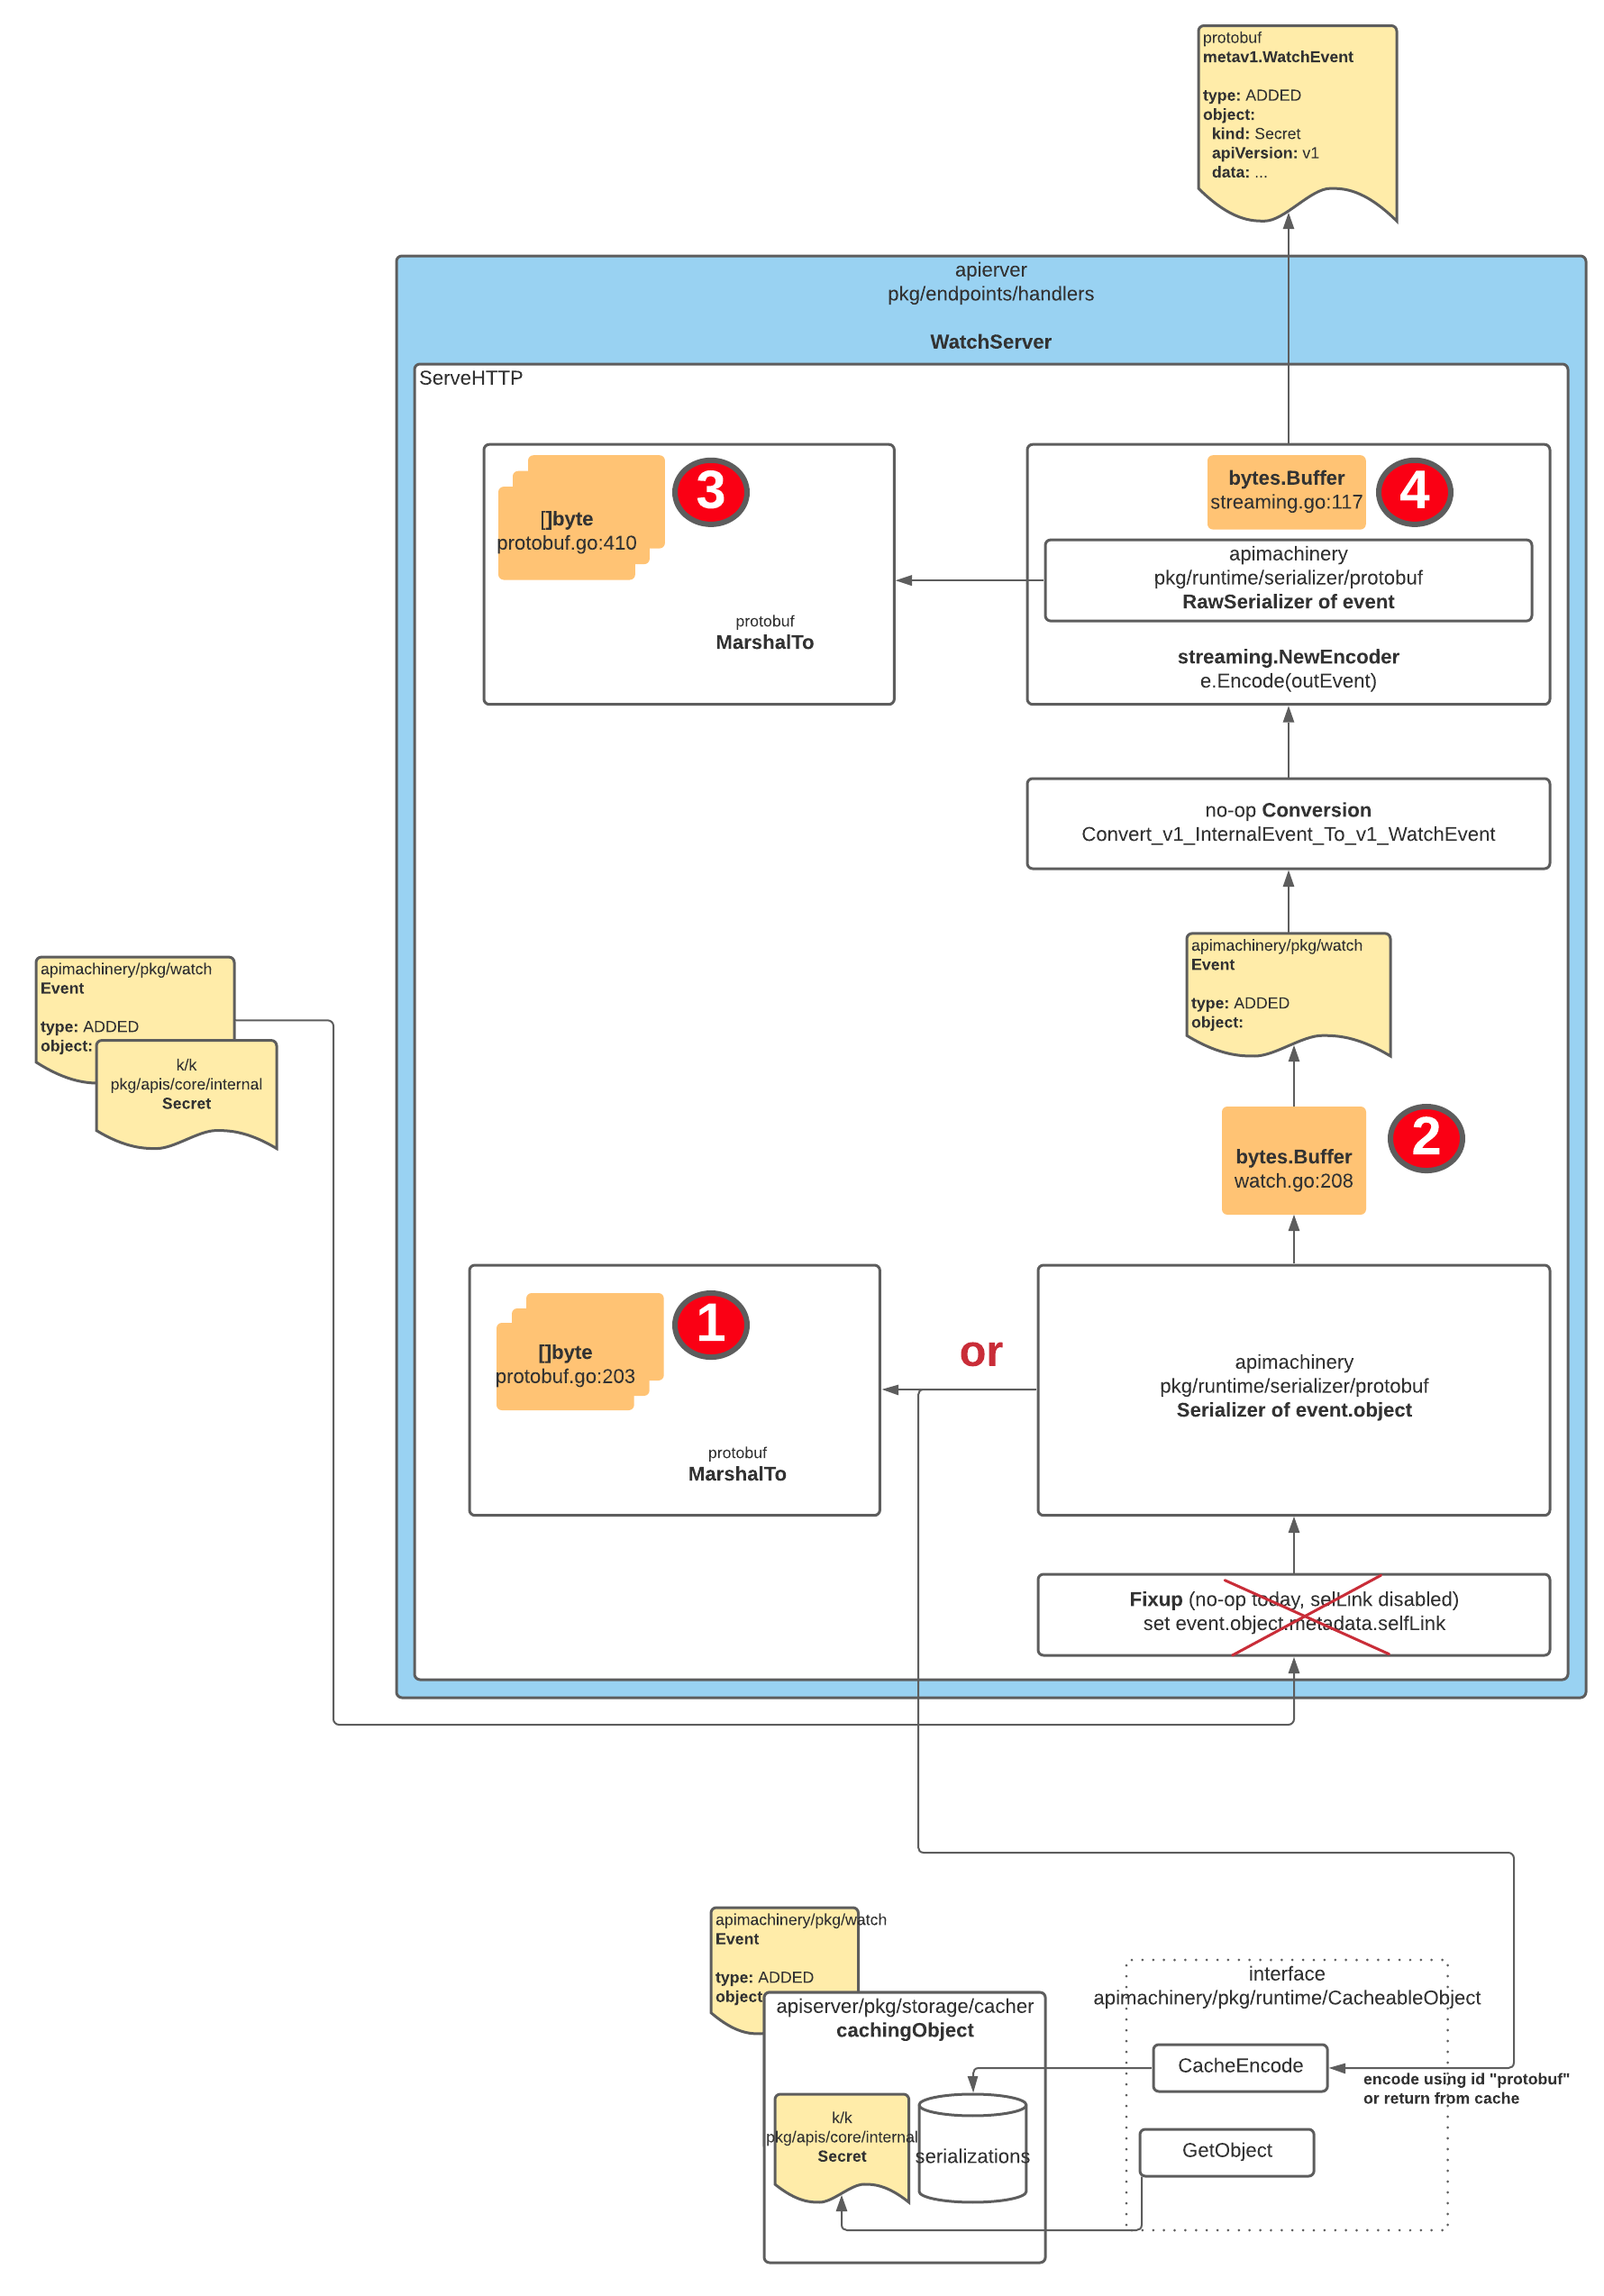 protobuf
metav1.WatchEvent
type: ADDED
object:
kind: Secret
apiVersion: v1
data: ...
apierver
pkg/endpoints/handlers
WatchServer
ServeHTTP
[]byte
protobuf.go:410
3
protobuf
MarshalTo
bytes.Buffer
streaming.go:117
4
apimachinery
pkg/runtime/serializer/protobuf
RawSerializer of event
streaming.NewEncoder
e.Encode(outEvent)
no-op Conversion
Convert_v1_InternalEvent_To_v1_WatchEvent
apimachinery/pkg/watch
Event
type: ADDED
object:
apimachinery/pkg/watch
Event
type: ADDED
object:
k/k
pkg/apis/core/internal
Secret
bytes.Buffer
watch.go:208
2
[]byte
protobuf.go:203
1
protobuf
MarshalTo
or
apimachinery
pkg/runtime/serializer/protobuf
Serializer of event.object
Fixup (no-op today, selLink disabled)
set event.object.metadata.selfLink
apimachinery/pkg/watch
Event
type: ADDED
object
apiserver/pkg/storage/cacher
cachingObject
k/k
pkg/apis/core/internal
Secret
serializations
interface
apimachinery/pkg/runtime/CacheableObject
CacheEncode
encode using id "protobuf"
or return from cache
GetObject